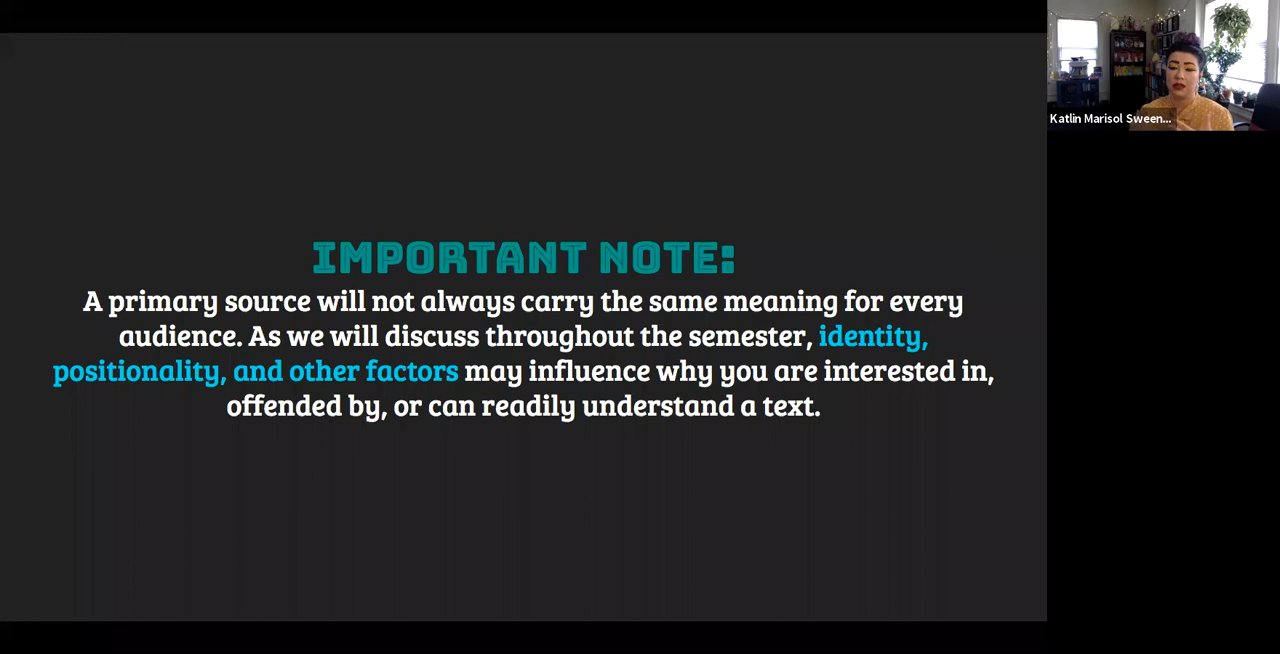 IMPORTANT NOTE:
A primary source will not always carry the same meaning for every
audience. As we will discuss throughout the semester, identity,
positionality, and other factors may influence why you are interested in,
offended by, or can readily understand a text.
Katlin Marisol Sween...